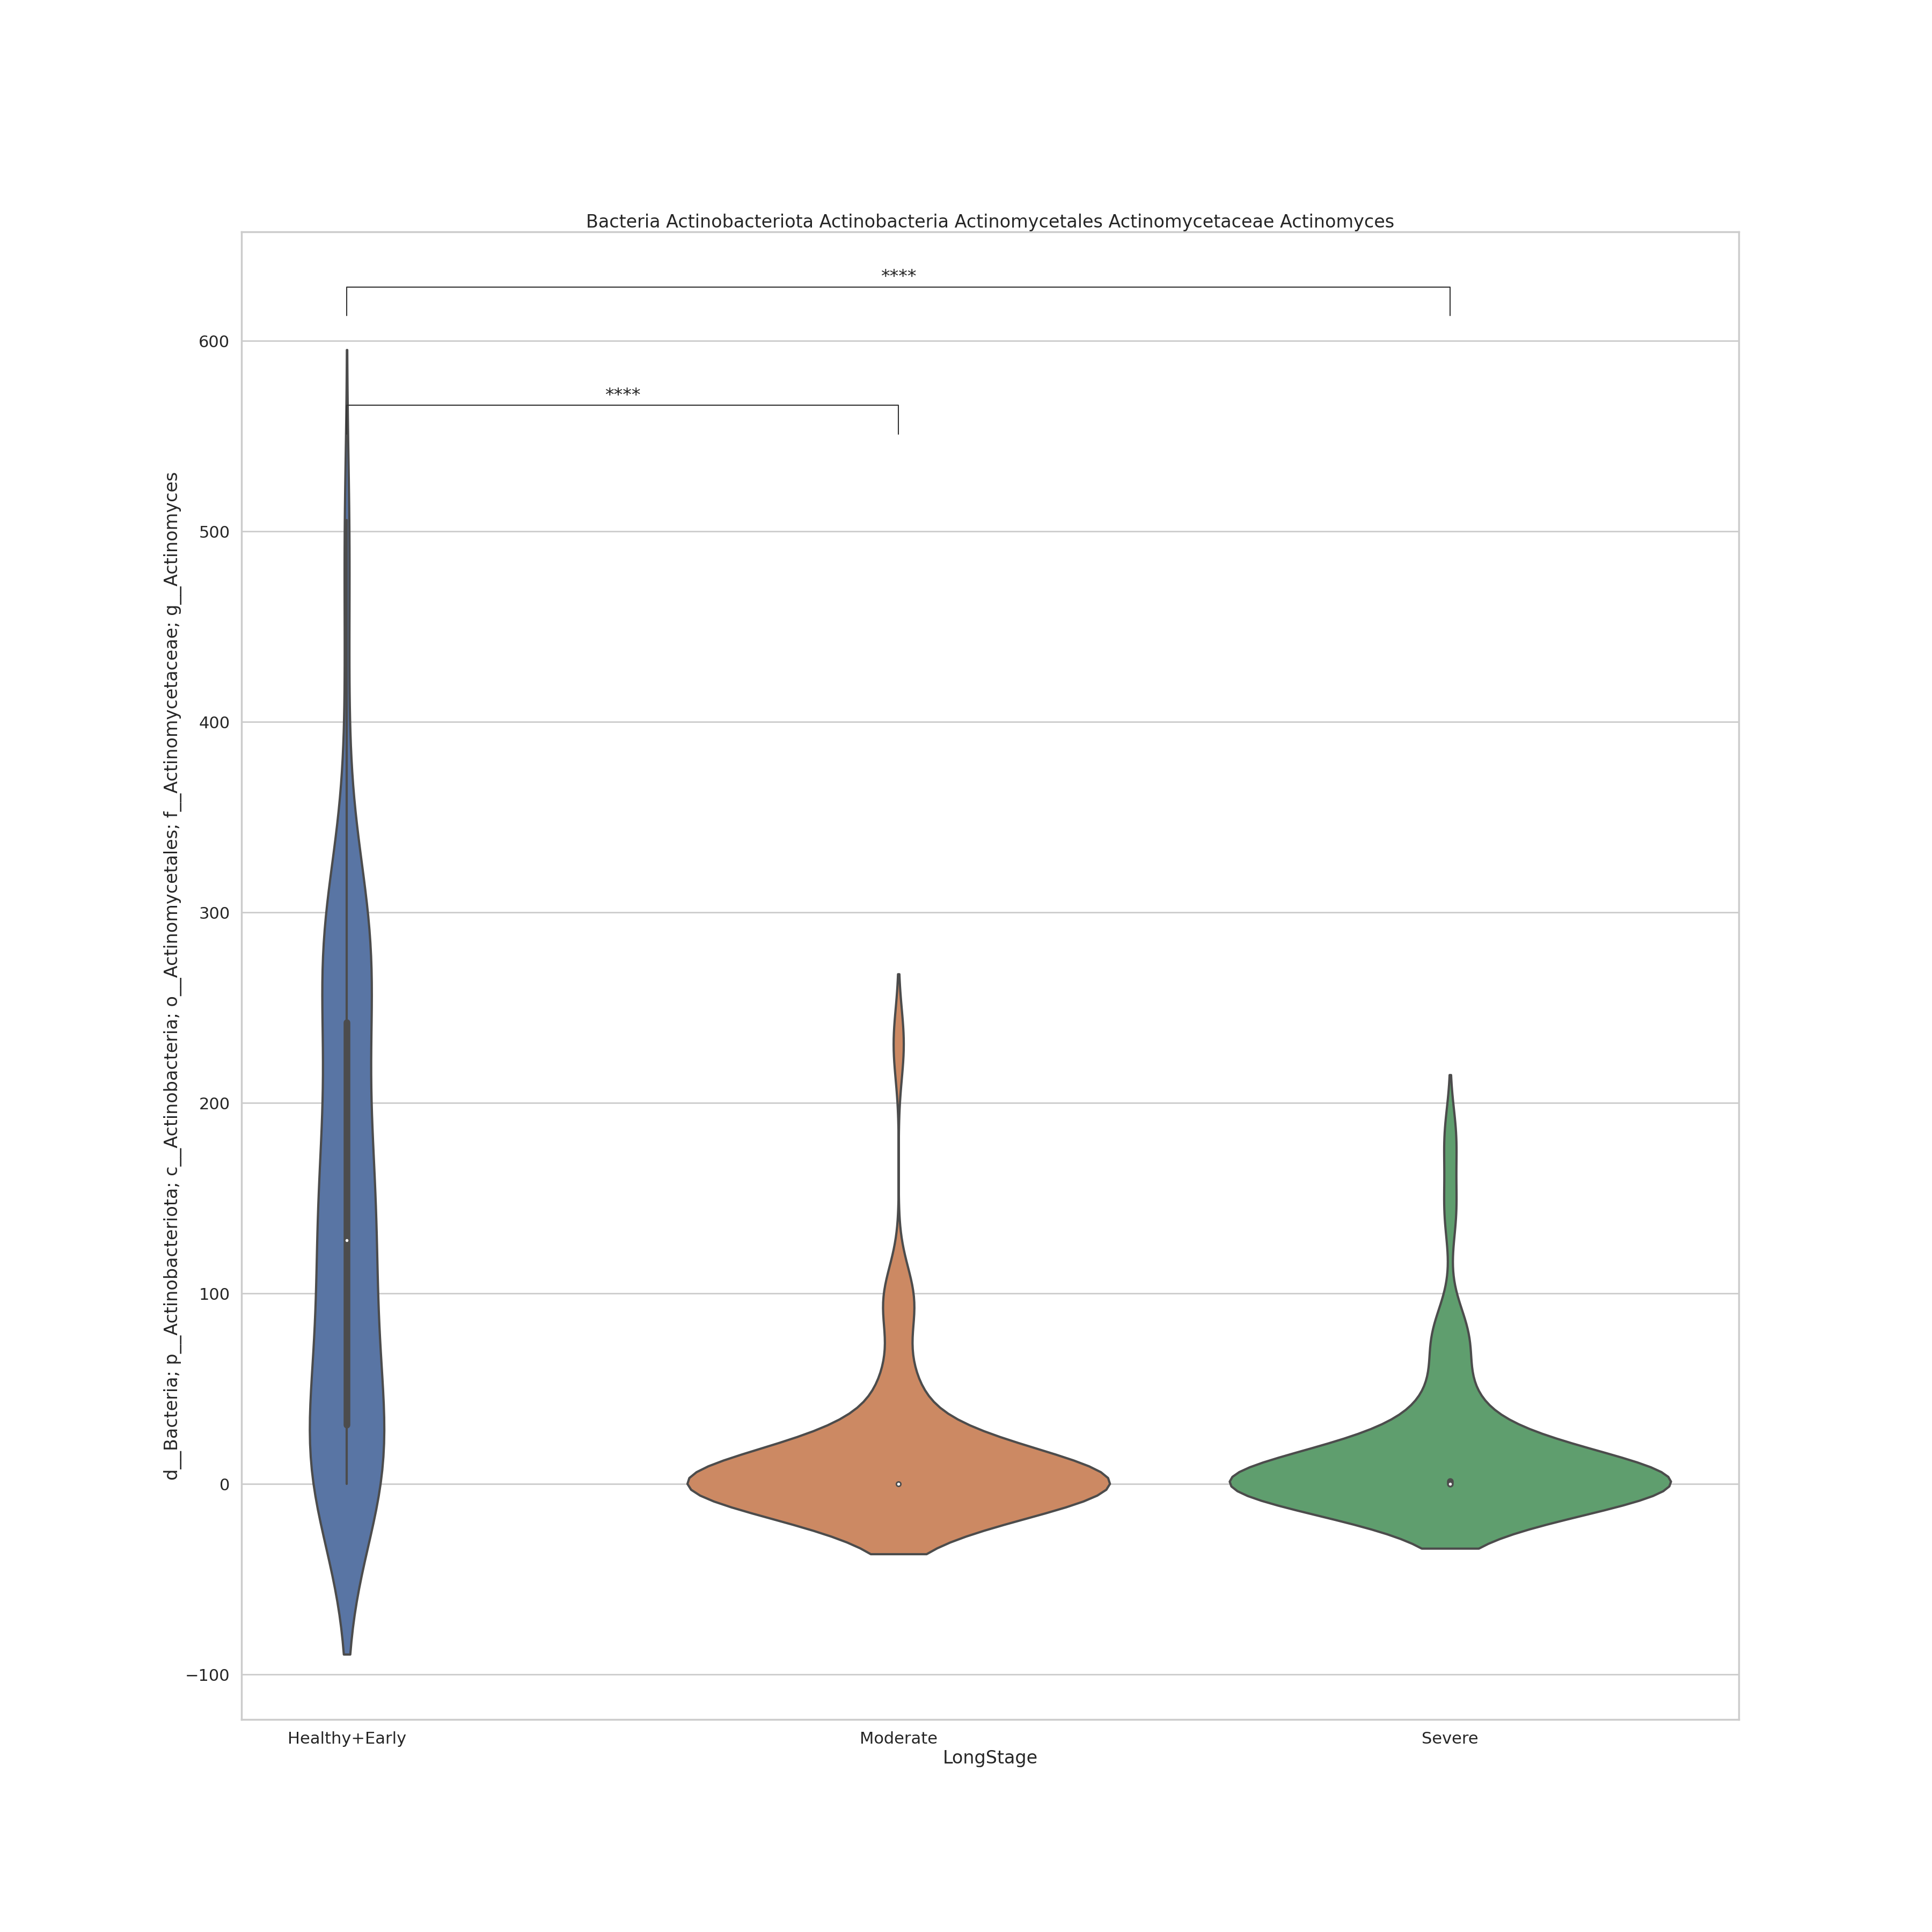 Bacteria Actinobacteriota Actinobacteria Actinomycetales Actinomycetaceae Actinomyces
****
****
600
500
400
300
200
100
0
−100
d__Bacteria; p__Actinobacteriota; c__Actinobacteria; o__Actinomycetales; f__Actinomycetaceae; g__Actinomyces
Healthy+Early
Moderate
Severe
LongStage